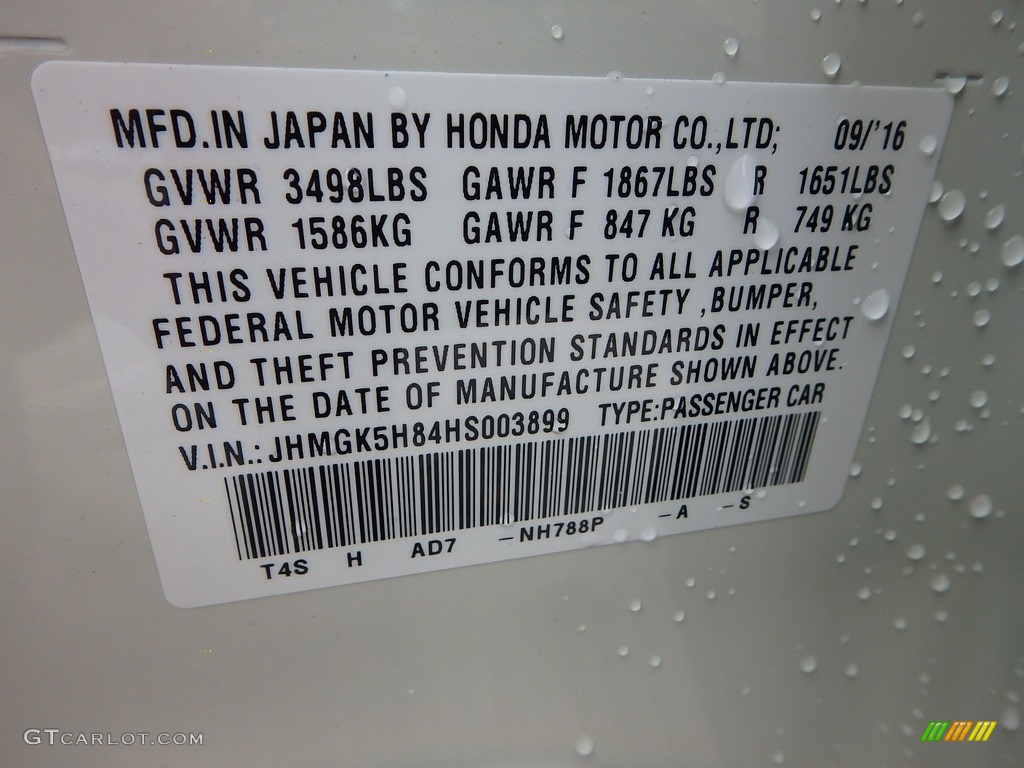 MFD.IN JAPAN BY HONDA MOTOR CO.,LTD; 09/'16
GVWR 3498LBS GAWR F 1867LBS R 1651LBS
GVWR 1586KG GAWR F 847 KG R 749 KG
THIS VEHICLE CONFORMS TO ALL APPLICABLE
FEDERAL MOTOR VEHICLE SAFETY ,BUMPER,
AND THEFT PREVENTION STANDARDS IN EFFECT
ON THE DATE OF MANUFACTURE SHOWN ABOVE.
V.I.N.: JHMGK5H84HS003899 TYPE:PASSENGER CAR
T4S H AD7 -NH788P -A -S
GTCARLOT.COM